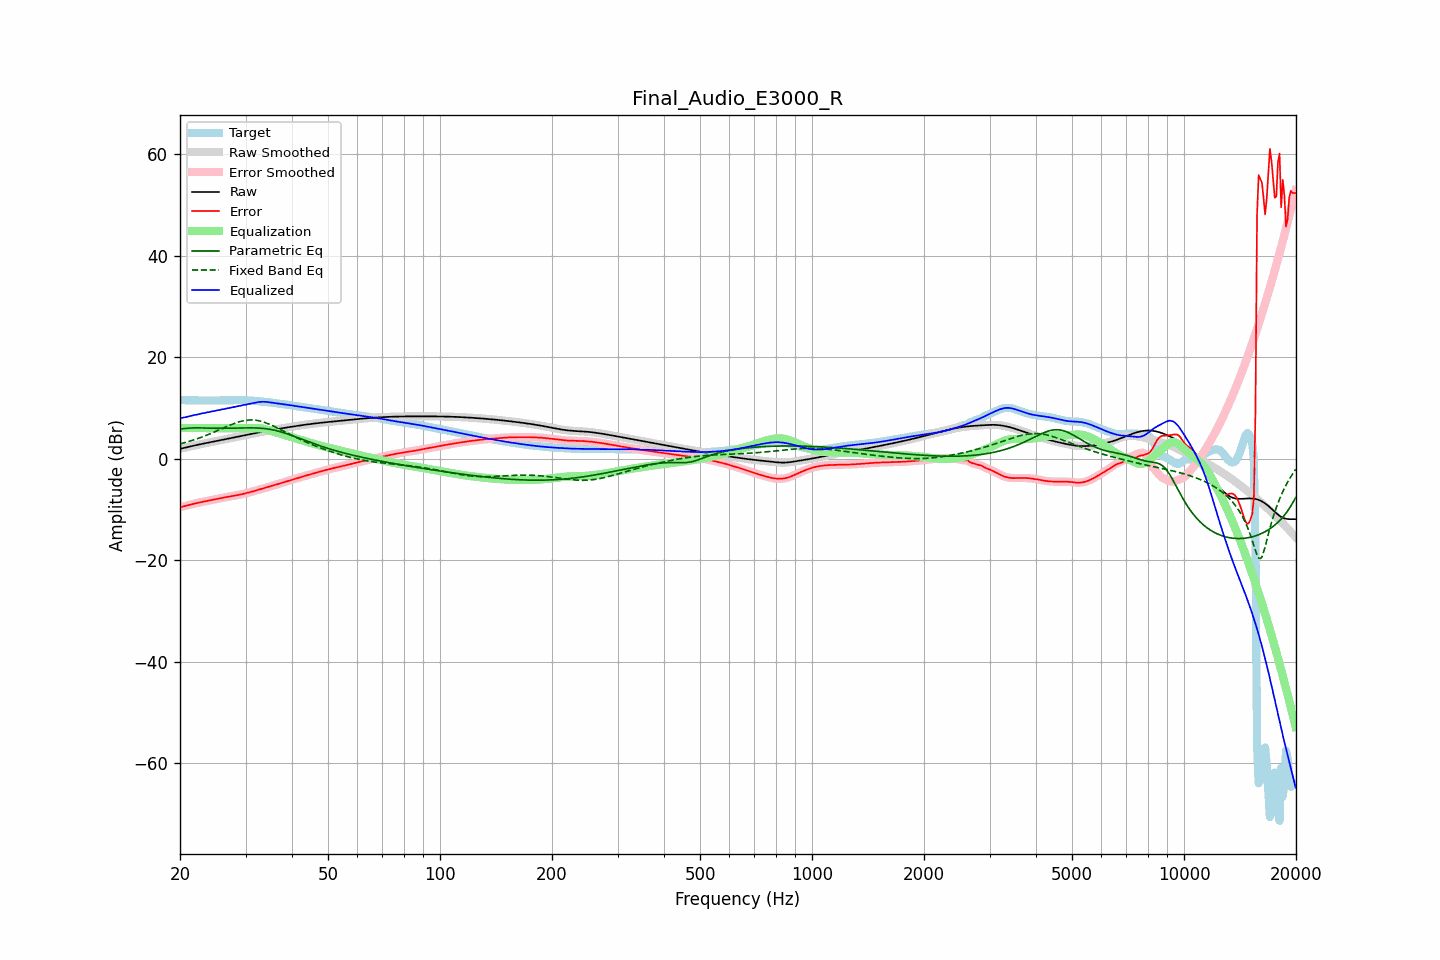 Final_Audio_E3000_R
Target
Raw Smoothed
Error Smoothed
Raw
Error
Equalization
Parametric Eq
Fixed Band Eq
Equalized
Amplitude (dBr)
60
40
20
0
−20
−40
−60
20 50 100 200 500 1000 2000 5000 10000 20000
Frequency (Hz)